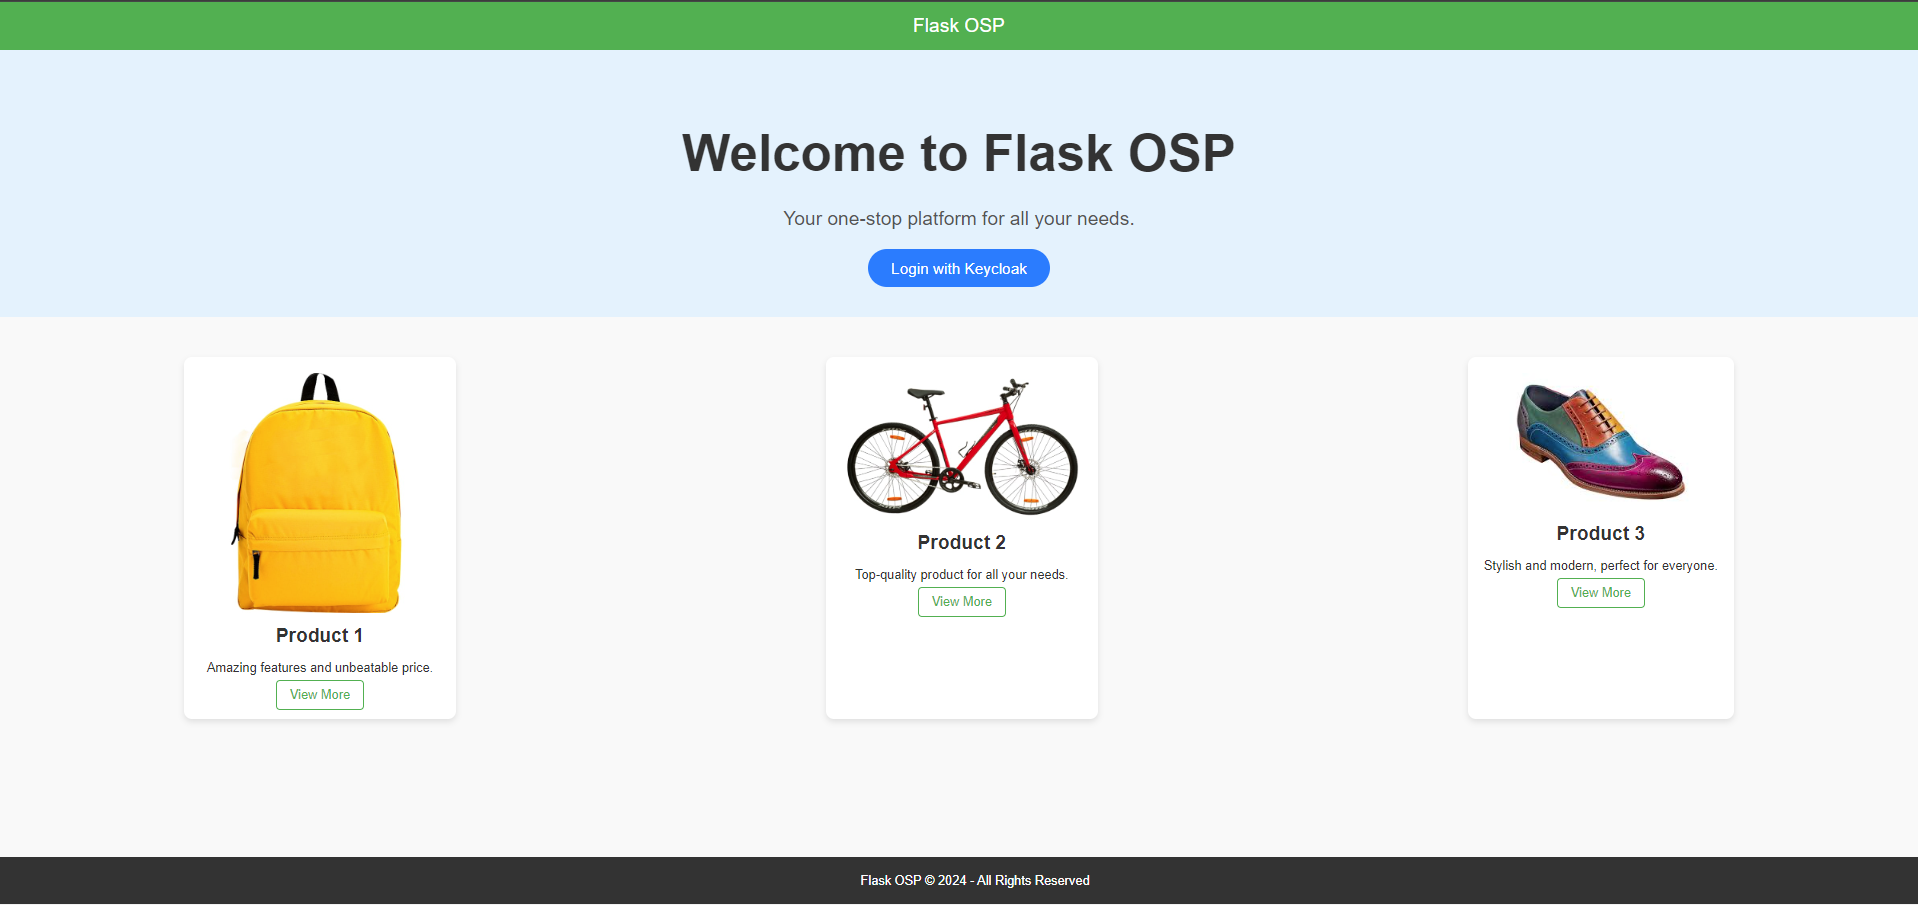 Flask OSP
Welcome to Flask OSP
Your one-stop platform for all your needs.
Login with Keycloak
Product 1
Amazing features and unbeatable price.
View More
Product 2
Top-quality product for all your needs.
View More
Product 3
Stylish and modern, perfect for everyone.
View More
Flask OSP © 2024 - All Rights Reserved